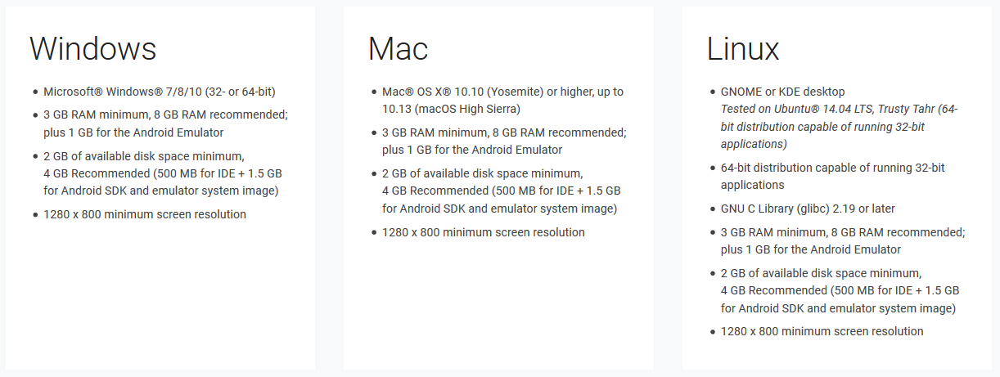 Windows
• Microsoft® Windows® 7/8/10 (32- or 64-bit)
• 3 GB RAM minimum, 8 GB RAM recommended;
plus 1 GB for the Android Emulator
• 2 GB of available disk space minimum,
4 GB Recommended (500 MB for IDE + 1.5 GB
for Android SDK and emulator system image)
• 1280 x 800 minimum screen resolution
Mac
• Mac® OS X® 10.10 (Yosemite) or higher, up to
10.13 (macOS High Sierra)
• 3 GB RAM minimum, 8 GB RAM recommended;
plus 1 GB for the Android Emulator
• 2 GB of available disk space minimum,
4 GB Recommended (500 MB for IDE + 1.5 GB
for Android SDK and emulator system image)
• 1280 x 800 minimum screen resolution
Linux
• GNOME or KDE desktop
Tested on Ubuntu® 14.04 LTS, Trusty Tahr (64-
bit distribution capable of running 32-bit
applications)
• 64-bit distribution capable of running 32-bit
applications
• GNU C Library (glibc) 2.19 or later
• 3 GB RAM minimum, 8 GB RAM recommended;
plus 1 GB for the Android Emulator
• 2 GB of available disk space minimum,
4 GB Recommended (500 MB for IDE + 1.5 GB
for Android SDK and emulator system image)
• 1280 x 800 minimum screen resolution